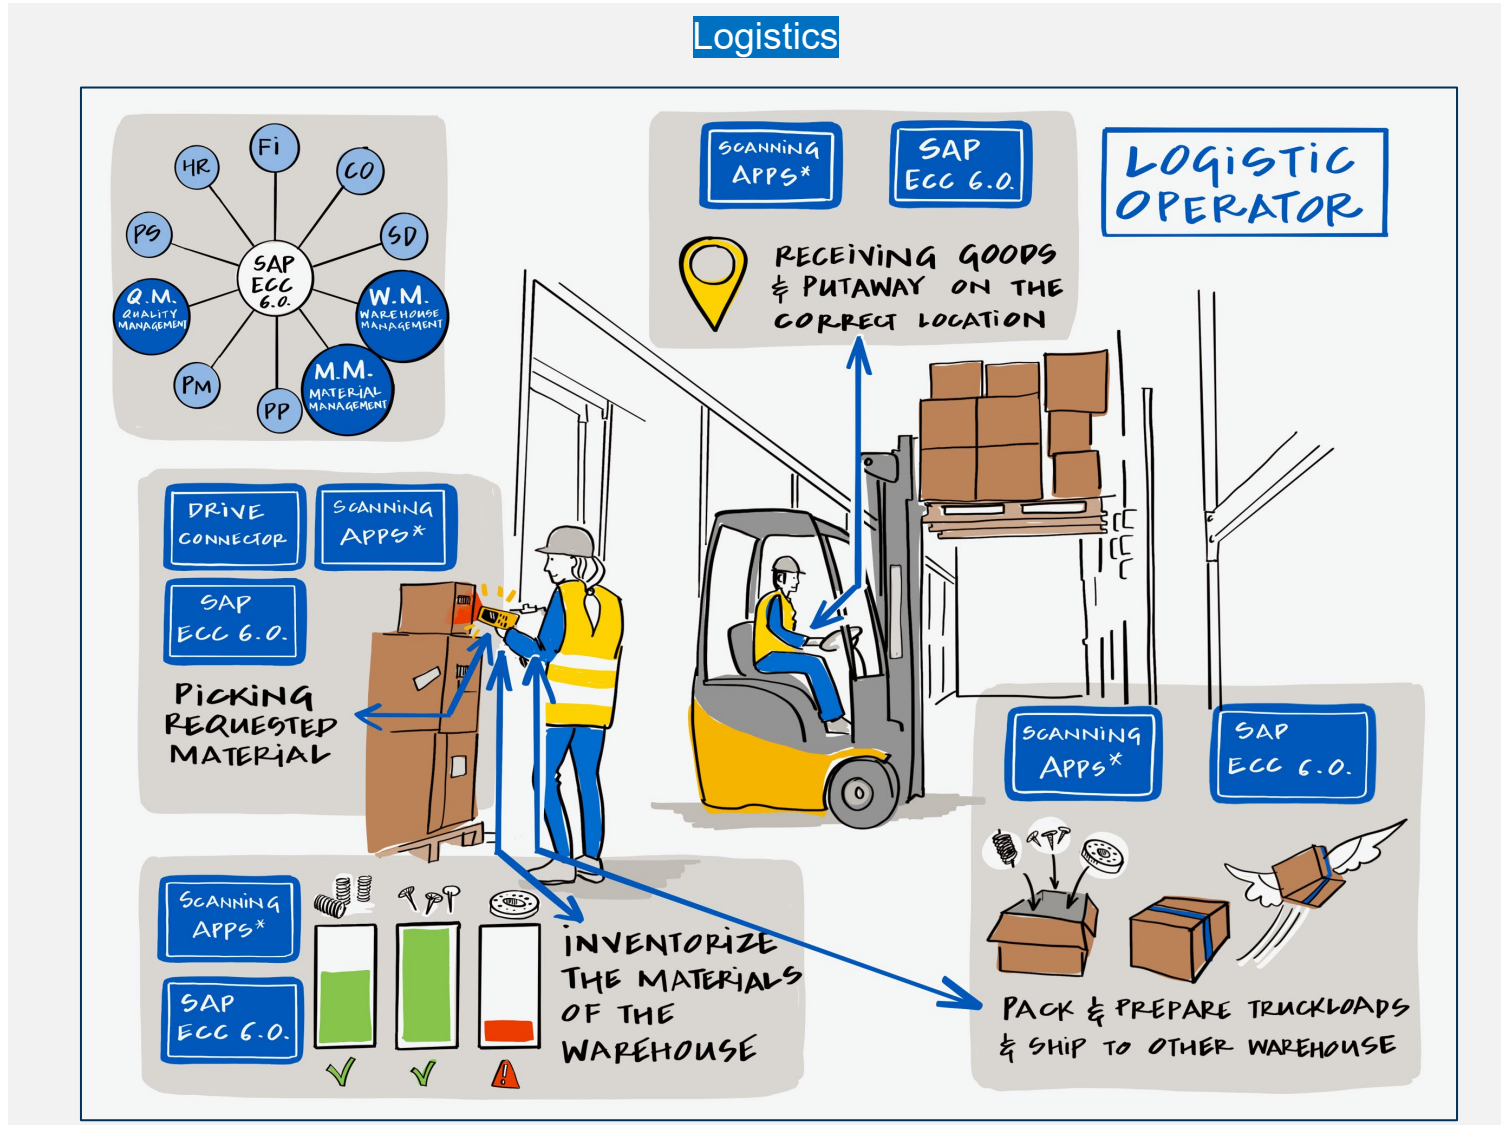 Logistics
Fi
HR
CO
PS
SD
SAP
ECC
6.0.
Q.M.
QUALITY
MANAGEMENT
W.M.
WAREHOUSE
MANAGEMENT
PM
M.M.
MATERIAL
MANAGEMENT
PP
SCANNING
APPS*
SAP
ECC 6.0.
RECEIVING GOODS
& PUTAWAY ON THE
CORRECT LOCATION
LOGISTIC
OPERATOR
DRIVE
CONNECTOR
SCANNING
APPS*
SAP
ECC 6.0.
PICKING
REQUESTED
MATERIAL
SCANNING
APPS*
SAP
ECC 6.0.
INVENTORIZE
THE MATERIALS
OF THE
WAREHOUSE
SCANNING
APPS*
SAP
ECC 6.0.
PACK & PREPARE TRUCKLOADS
& SHIP TO OTHER WAREHOUSE